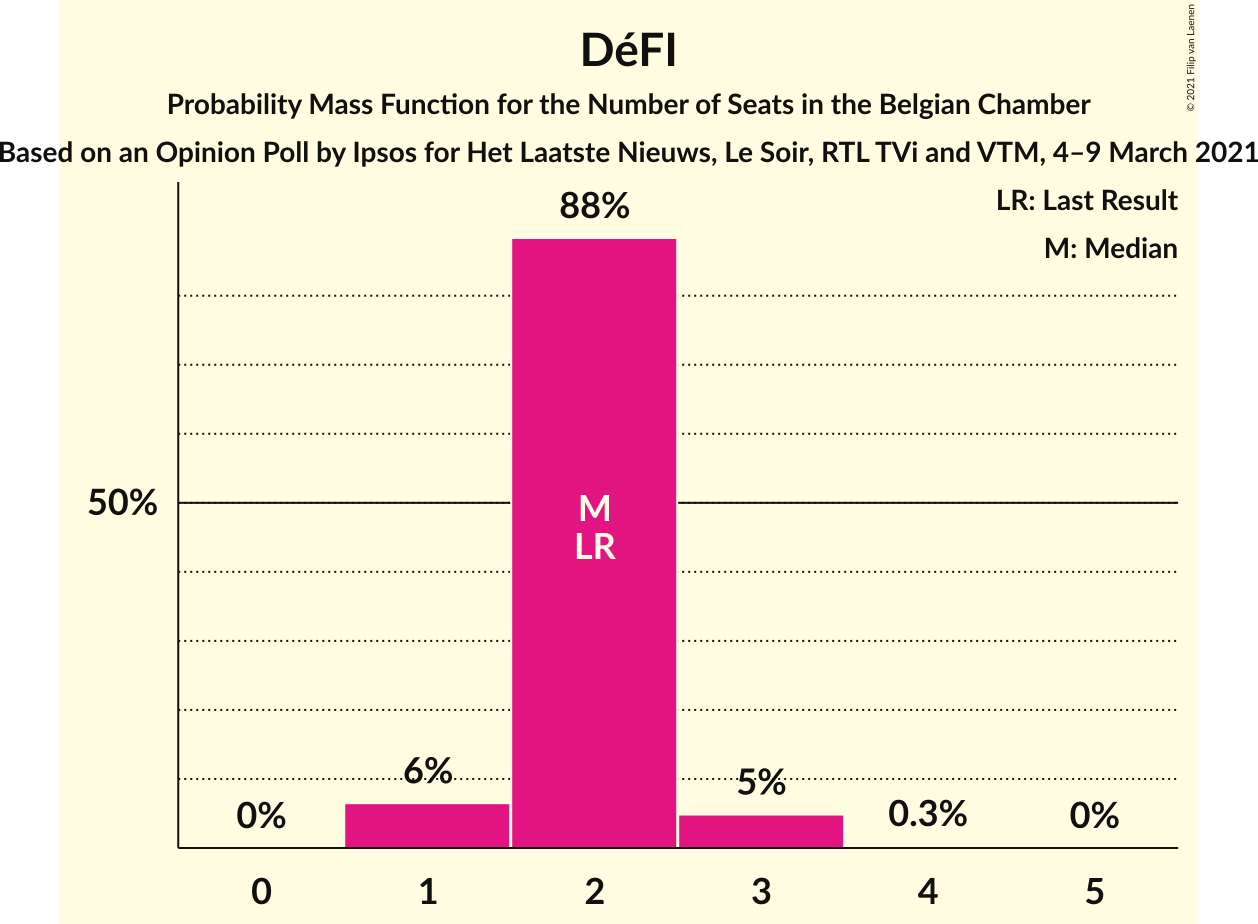 DéFI
Probability Mass Function for the Number of Seats in the Belgian Chamber
Based on an Opinion Poll by Ipsos for Het Laatste Nieuws, Le Soir, RTL TVi and VTM, 4–9 March 2021
© 2021 Filip van Laenen
LR: Last Result
M: Median
88%
50%
M
LR
0%
6%
5%
0.3%
0%
0 1 2 3 4 5